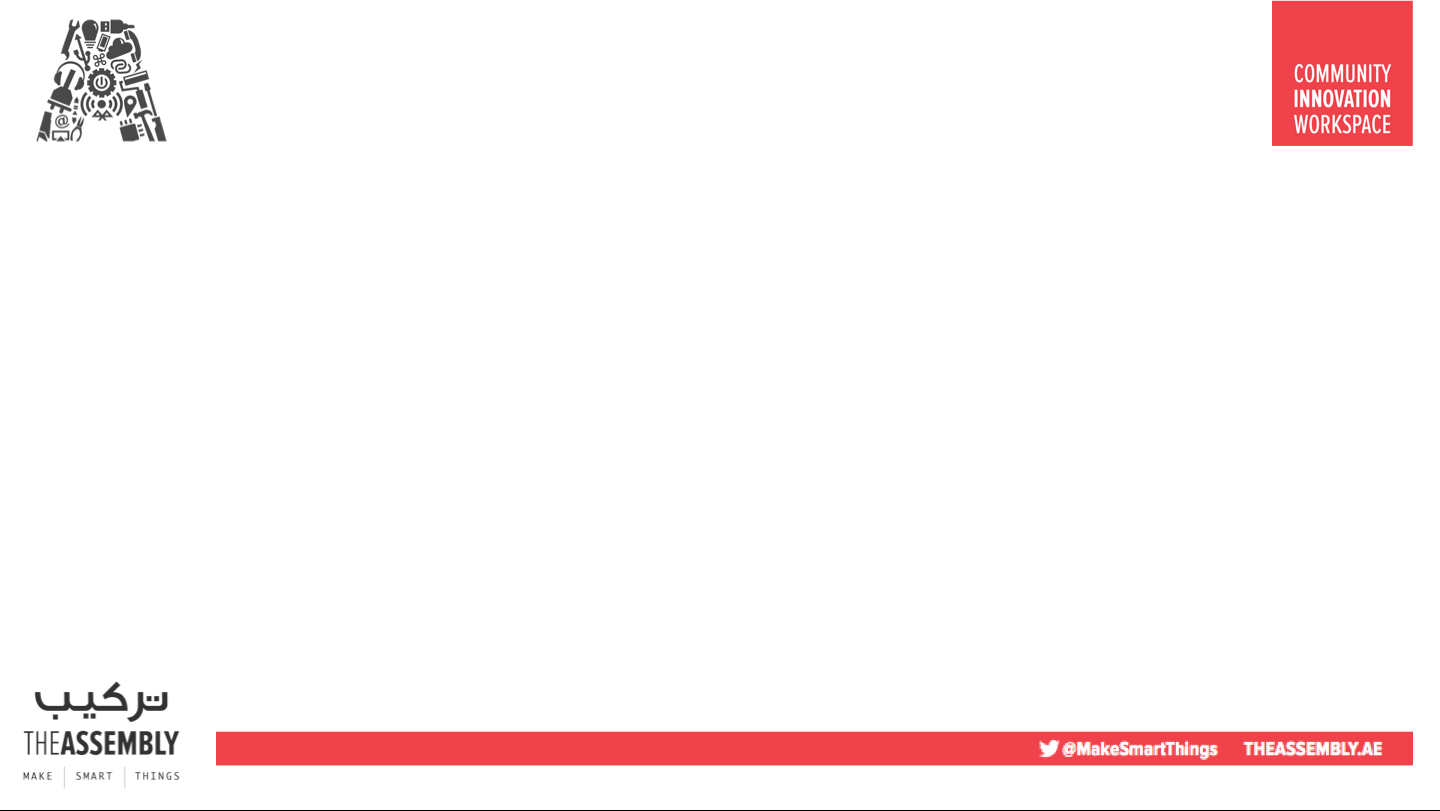 COMMUNITY
INNOVATION
WORKSPACE
تركيب
THEASSEMBLY
MAKE | SMART | THINGS
@MakeSmartThings THEASSEMBLY.AE